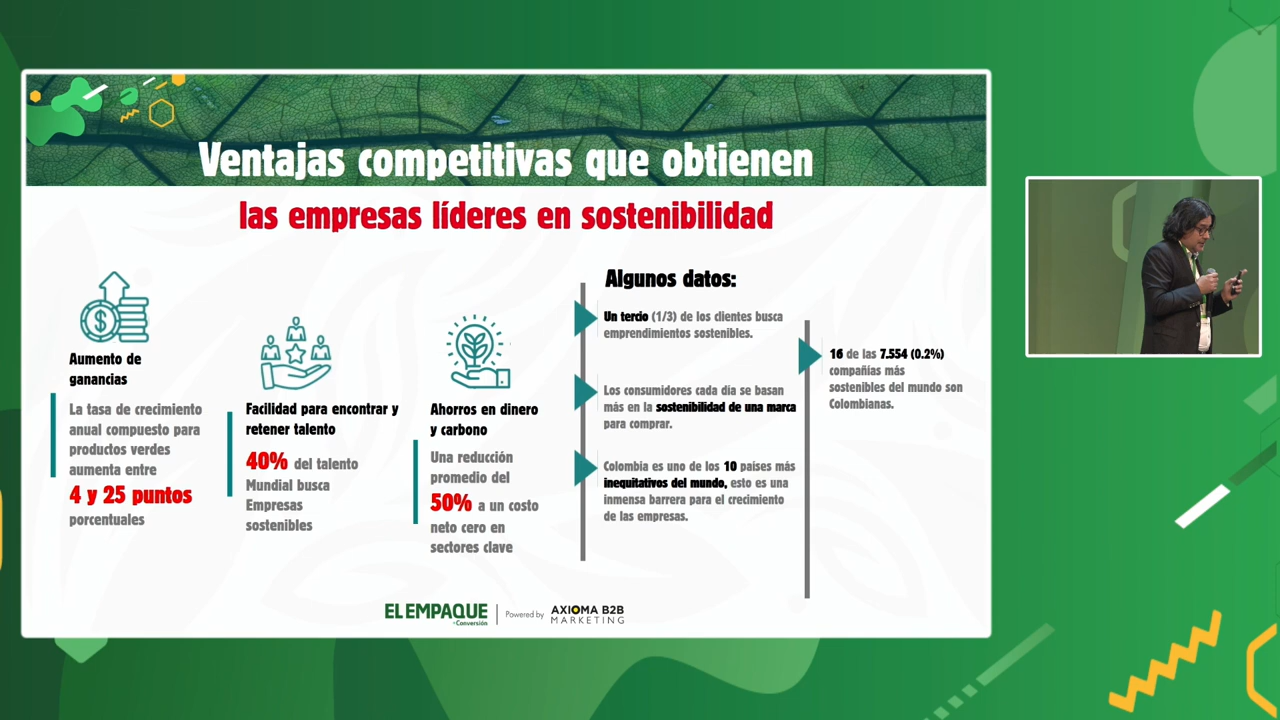 Ventajas competitivas que obtienen
las empresas líderes en sostenibilidad
Aumento de
ganancias
La tasa de crecimiento
anual compuesto para
productos verdes
aumenta entre
4 y 25 puntos
porcentuales
Facilidad para encontrar y
retener talento
40% del talento
Mundial busca
Empresas
sostenibles
Ahorros en dinero
y carbono
Una reducción
promedio del
50% a un costo
neto cero en
sectores clave
Algunos datos:
Un tercio (1/3) de los clientes busca
emprendimientos sostenibles.
Los consumidores cada día se basan
más en la sostenibilidad de una marca
para comprar.
Colombia es uno de los 10 países más
inequitativos del mundo, esto es una
inmensa barrera para el crecimiento
de las empresas.
16 de las 7.554 (0.2%)
compañías más
sostenibles del mundo son
Colombianas.
EL EMPAQUE
+Conversión
Powered by
AXIOMA B2B
MARKETING